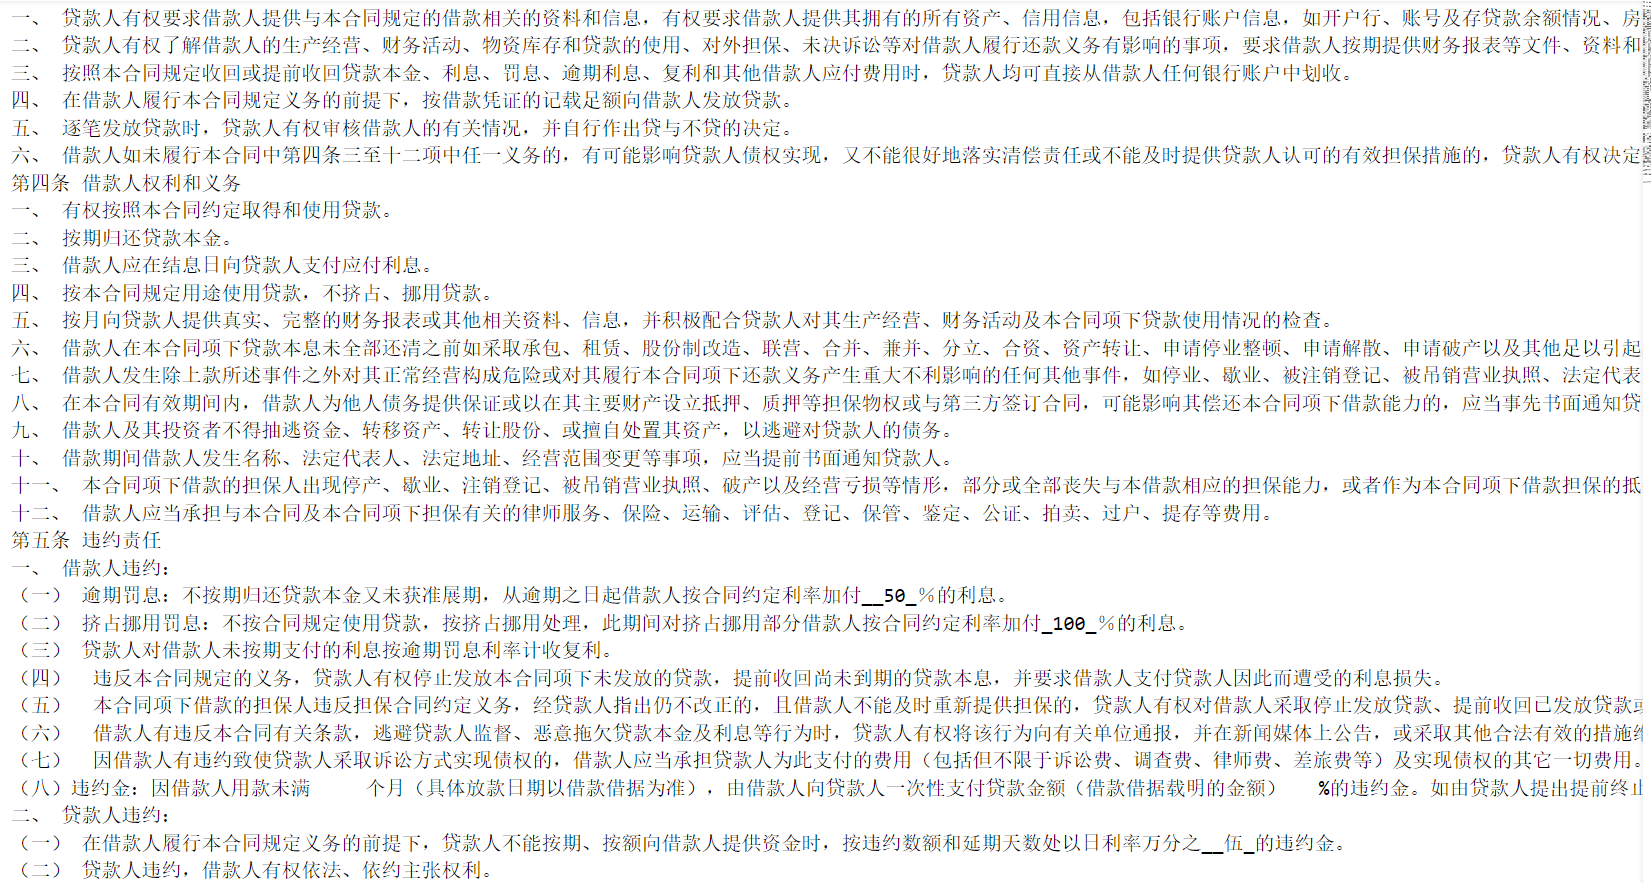 一、 贷款人有权要求借款人提供与本合同规定的借款相关的资料和信息，有权要求借款人提供其拥有的所有资产、信用信息，包括银行账户信息，如开户行、账号及存贷款余额情况、房
二、 贷款人有权了解借款人的生产经营、财务活动、物资库存和贷款的使用、对外担保、未决诉讼等对借款人履行还款义务有影响的事项，要求借款人按期提供财务报表等文件、资料和
三、 按照本合同规定收回或提前收回贷款本金、利息、罚息、逾期利息、复利和其他借款人应付费用时，贷款人均可直接从借款人任何银行账户中划收。
四、 在借款人履行本合同规定义务的前提下，按借款凭证的记载足额向借款人发放贷款。
五、 逐笔发放贷款时，贷款人有权审核借款人的有关情况，并自行作出贷与不贷的决定。
六、 借款人如未履行本合同中第四条三至十二项中任一义务的，有可能影响贷款人债权实现，又不能很好地落实清偿责任或不能及时提供贷款人认可的有效担保措施的，贷款人有权决定
第四条 借款人权利和义务
一、 有权按照本合同约定取得和使用贷款。
二、 按期归还贷款本金。
三、 借款人应在结息日向贷款人支付应付利息。
四、 按本合同规定用途使用贷款，不挤占、挪用贷款。
五、 按月向贷款人提供真实、完整的财务报表或其他相关资料、信息，并积极配合贷款人对其生产经营、财务活动及本合同项下贷款使用情况的检查。
六、 借款人在本合同项下贷款本息未全部还清之前如采取承包、租赁、股份制改造、联营、合并、兼并、分立、合资、资产转让、申请停业整顿、申请解散、申请破产以及其他足以引起
七、 借款人发生除上款所述事件之外对其正常经营构成危险或对其履行本合同项下还款义务产生重大不利影响的任何其他事件，如停业、歇业、被注销登记、被吊销营业执照、法定代表
八、 在本合同有效期间内，借款人为他人债务提供保证或以在其主要财产设立抵押、质押等担保物权或与第三方签订合同，可能影响其偿还本合同项下借款能力的，应当事先书面通知贷
九、 借款人及其投资者不得抽逃资金、转移资产、转让股份、或擅自处置其资产，以逃避对贷款人的债务。
十、 借款期间借款人发生名称、法定代表人、法定地址、经营范围变更等事项，应当提前书面通知贷款人。
十一、 本合同项下借款的担保人出现停产、歇业、注销登记、被吊销营业执照、破产以及经营亏损等情形，部分或全部丧失与本借款相应的担保能力，或者作为本合同项下借款担保的抵
十二、 借款人应当承担与本合同及本合同项下担保有关的律师服务、保险、运输、评估、登记、保管、鉴定、公证、拍卖、过户、提存等费用。
第五条 违约责任
一、 借款人违约：
（一） 逾期罚息：不按期归还贷款本金又未获准展期，从逾期之日起借款人按合同约定利率加付__50_%的利息。
（二） 挤占挪用罚息：不按合同规定使用贷款，按挤占挪用处理，此期间对挤占挪用部分借款人按合同约定利率加付_100_%的利息。
（三） 贷款人对借款人未按期支付的利息按逾期罚息利率计收复利。
（四） 违反本合同规定的义务，贷款人有权停止发放本合同项下未发放的贷款，提前收回尚未到期的贷款本息，并要求借款人支付贷款人因此而遭受的利息损失。
（五） 本合同项下借款的担保人违反担保合同约定义务，经贷款人指出仍不改正的，且借款人不能及时重新提供担保的，贷款人有权对借款人采取停止发放贷款、提前收回已发放贷款或
（六） 借款人有违反本合同有关条款，逃避贷款人监督、恶意拖欠贷款本金及利息等行为时，贷款人有权将该行为向有关单位通报，并在新闻媒体上公告，或采取其他合法有效的措施给
（七） 因借款人有违约致使贷款人采取诉讼方式实现债权的，借款人应当承担贷款人为此支付的费用（包括但不限于诉讼费、调查费、律师费、差旅费等）及实现债权的其它一切费用。
（八）违约金：因借款人用款未满 个月（具体放款日期以借款借据为准），由借款人向贷款人一次性支付贷款金额（借款借据载明的金额） %的违约金。如由贷款人提出提前终止
二、 贷款人违约：
（一） 在借款人履行本合同规定义务的前提下，贷款人不能按期、按额向借款人提供资金时，按违约数额和延期天数处以日利率万分之__伍_的违约金。
（二） 贷款人违约，借款人有权依法、依约主张权利。